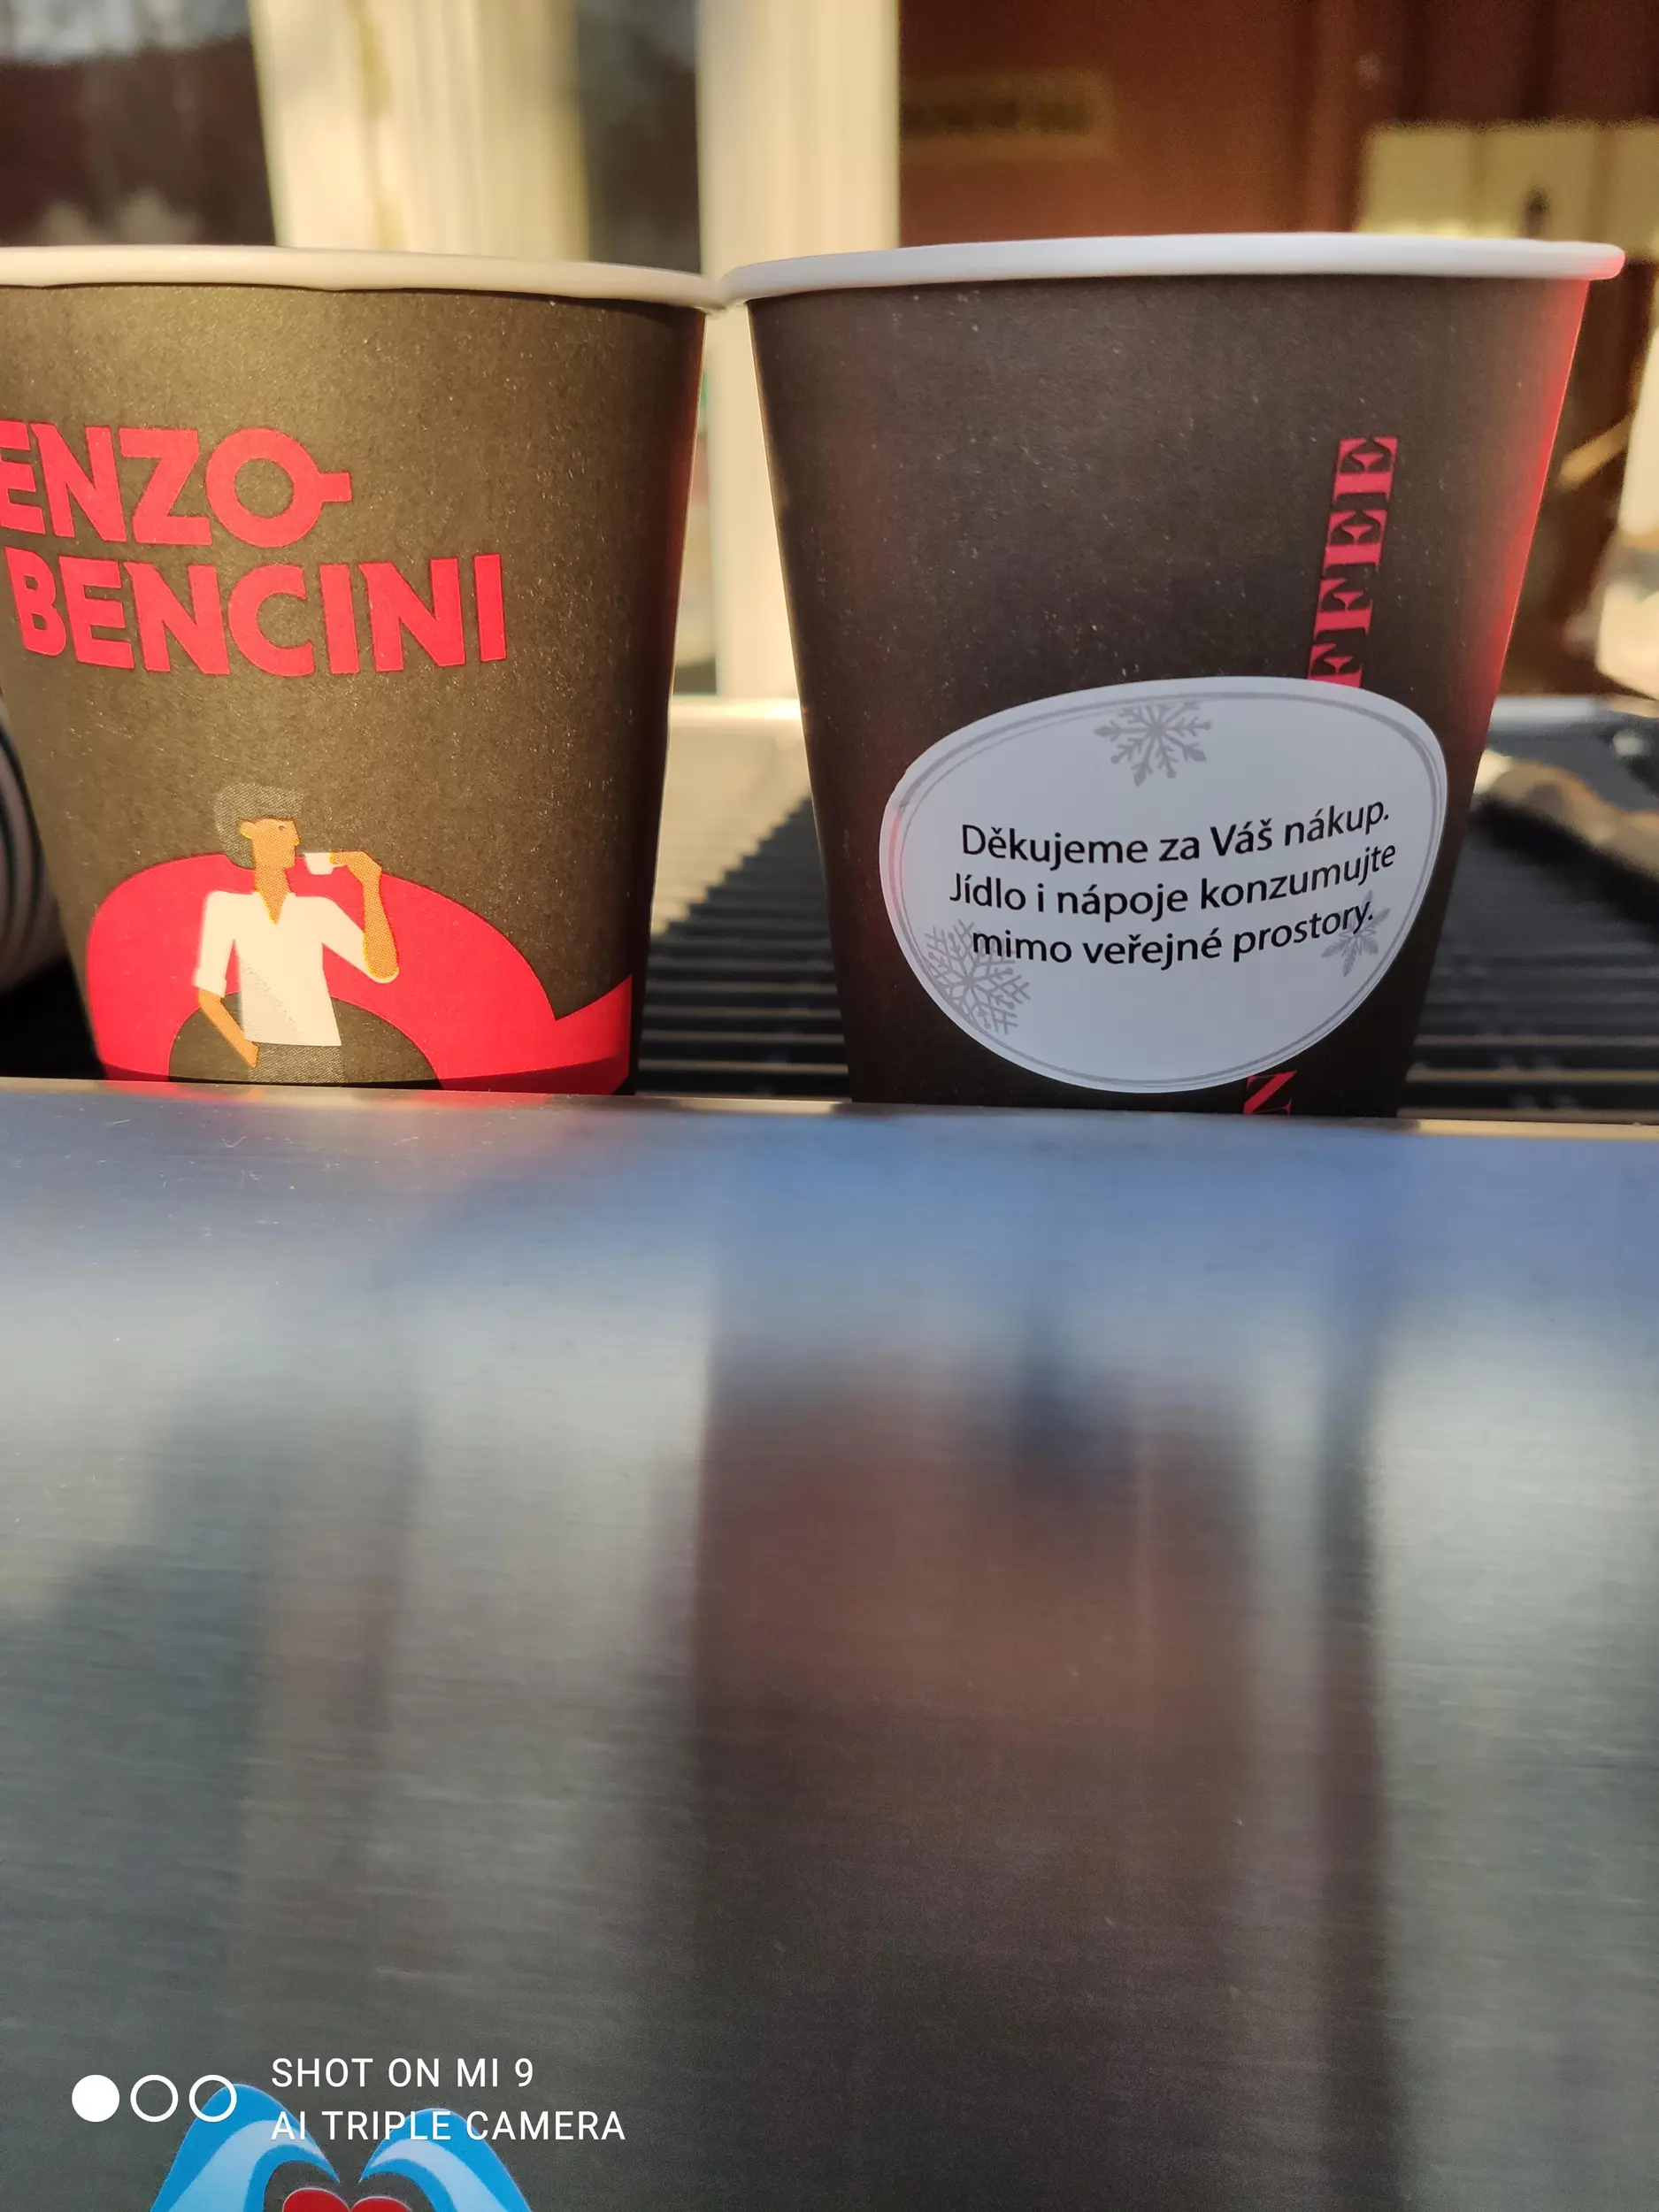 ENZO
BENCINI
FFEE
Děkujeme za Váš nákup.
Jídlo i nápoje konzumujte
mimo veřejné prostory.
N
SHOT ON MI 9
AI TRIPLE CAMERA